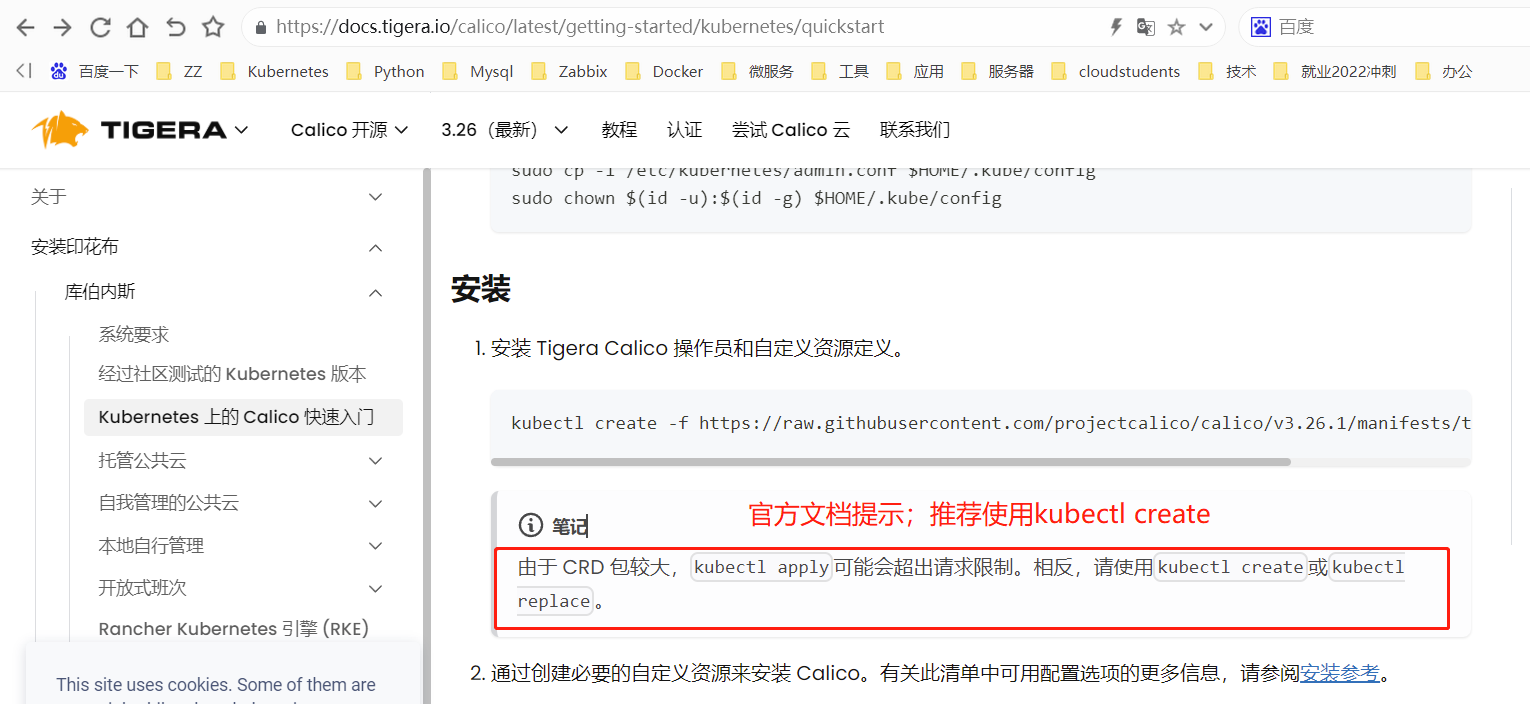 https://docs.tigera.io/calico/latest/getting-started/kubernetes/quickstart
百度
百度一下 ZZ Kubernetes Python Mysql Zabbix Docker 微服务 工具 应用 服务器 cloudstudents 技术 就业2022冲刺 办公
TIGERA Calico 开源 3.26（最新） 教程 认证 尝试 Calico 云 联系我们
关于
安装印花布
库伯内斯
系统要求
经过社区测试的 Kubernetes 版本
Kubernetes 上的 Calico 快速入门
托管公共云
自我管理的公共云
本地自行管理
开放式班次
Rancher Kubernetes 引擎 (RKE)
This site uses cookies. Some of them are
sudo cp -i /etc/kubernetes/admin.conf $HOME/.kube/config
sudo chown $(id -u):$(id -g) $HOME/.kube/config
安装
1. 安装 Tigera Calico 操作员和自定义资源定义。
kubectl create -f https://raw.githubusercontent.com/projectcalico/calico/v3.26.1/manifests/t
笔记
官方文档提示；推荐使用kubectl create
由于 CRD 包较大，kubectl apply可能会超出请求限制。相反，请使用kubectl create或kubectl
replace。
2. 通过创建必要的自定义资源来安装 Calico。有关此清单中可用配置选项的更多信息，请参阅安装参考。